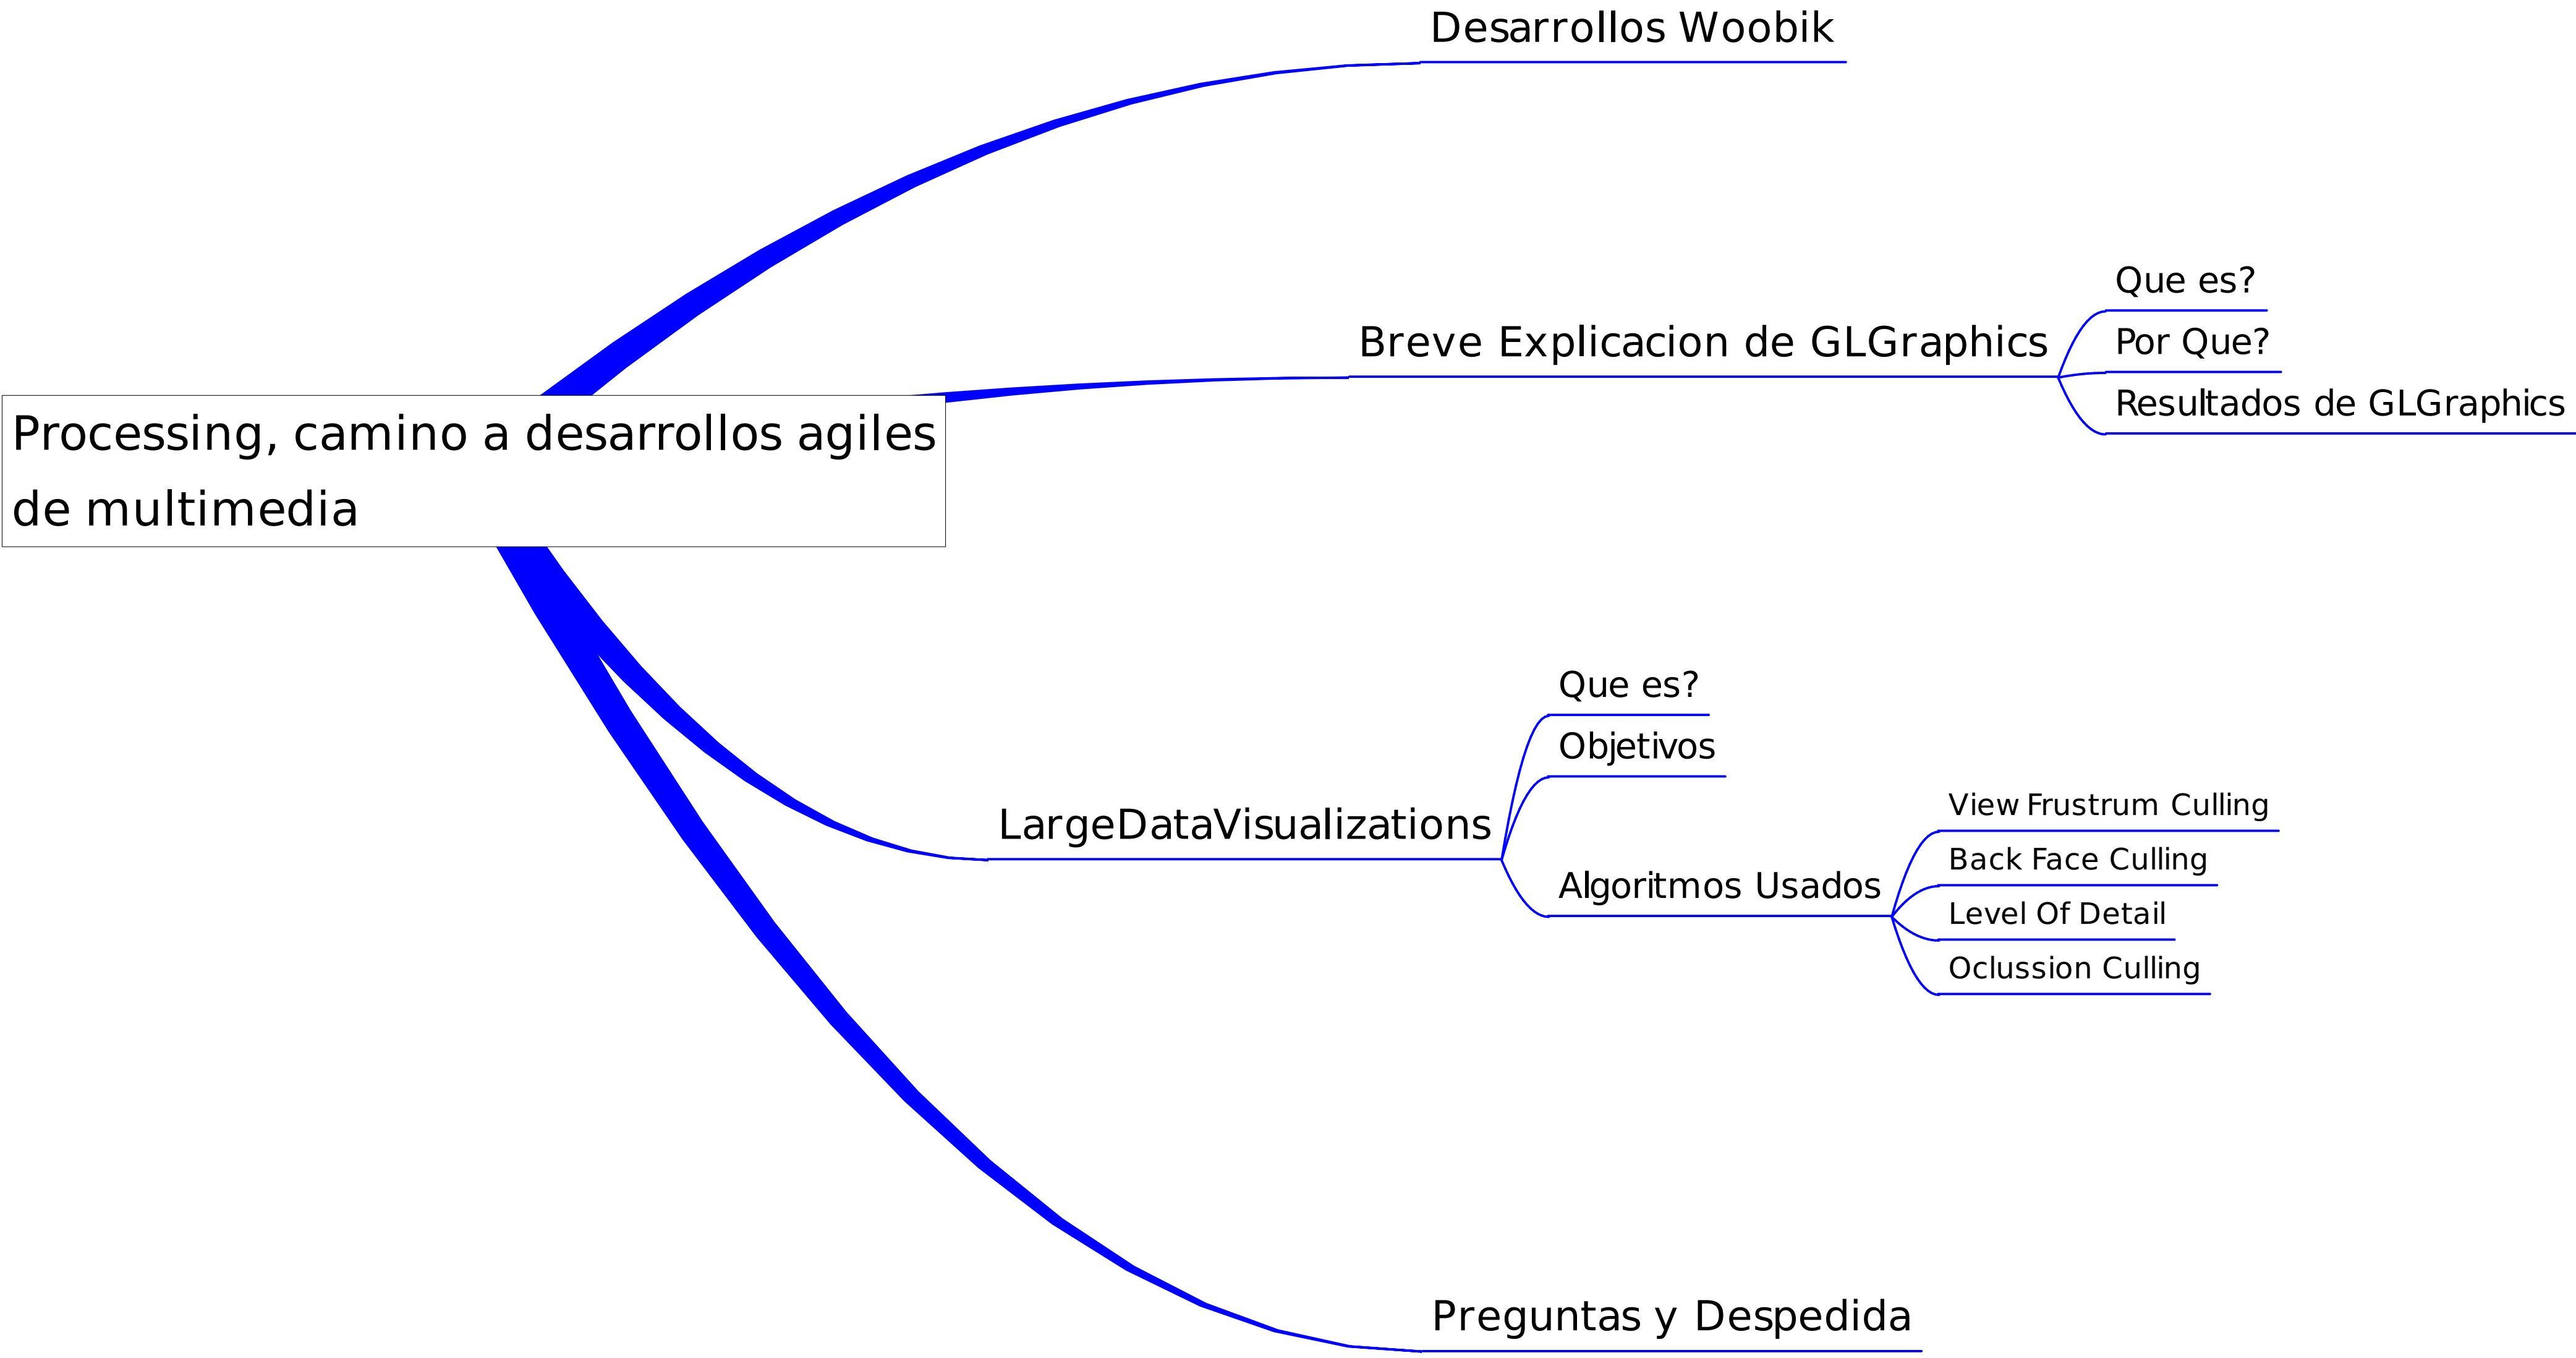 Desarrollos Woobik
Que es?
Breve Explicacion de GLGraphics
Por Que?
Resultados de GLGraphics
Processing, camino a desarrollos agiles
de multimedia
Que es?
Objetivos
LargeDataVisualizations
Algoritmos Usados
View Frustrum Culling
Back Face Culling
Level Of Detail
Oclussion Culling
Preguntas y Despedida